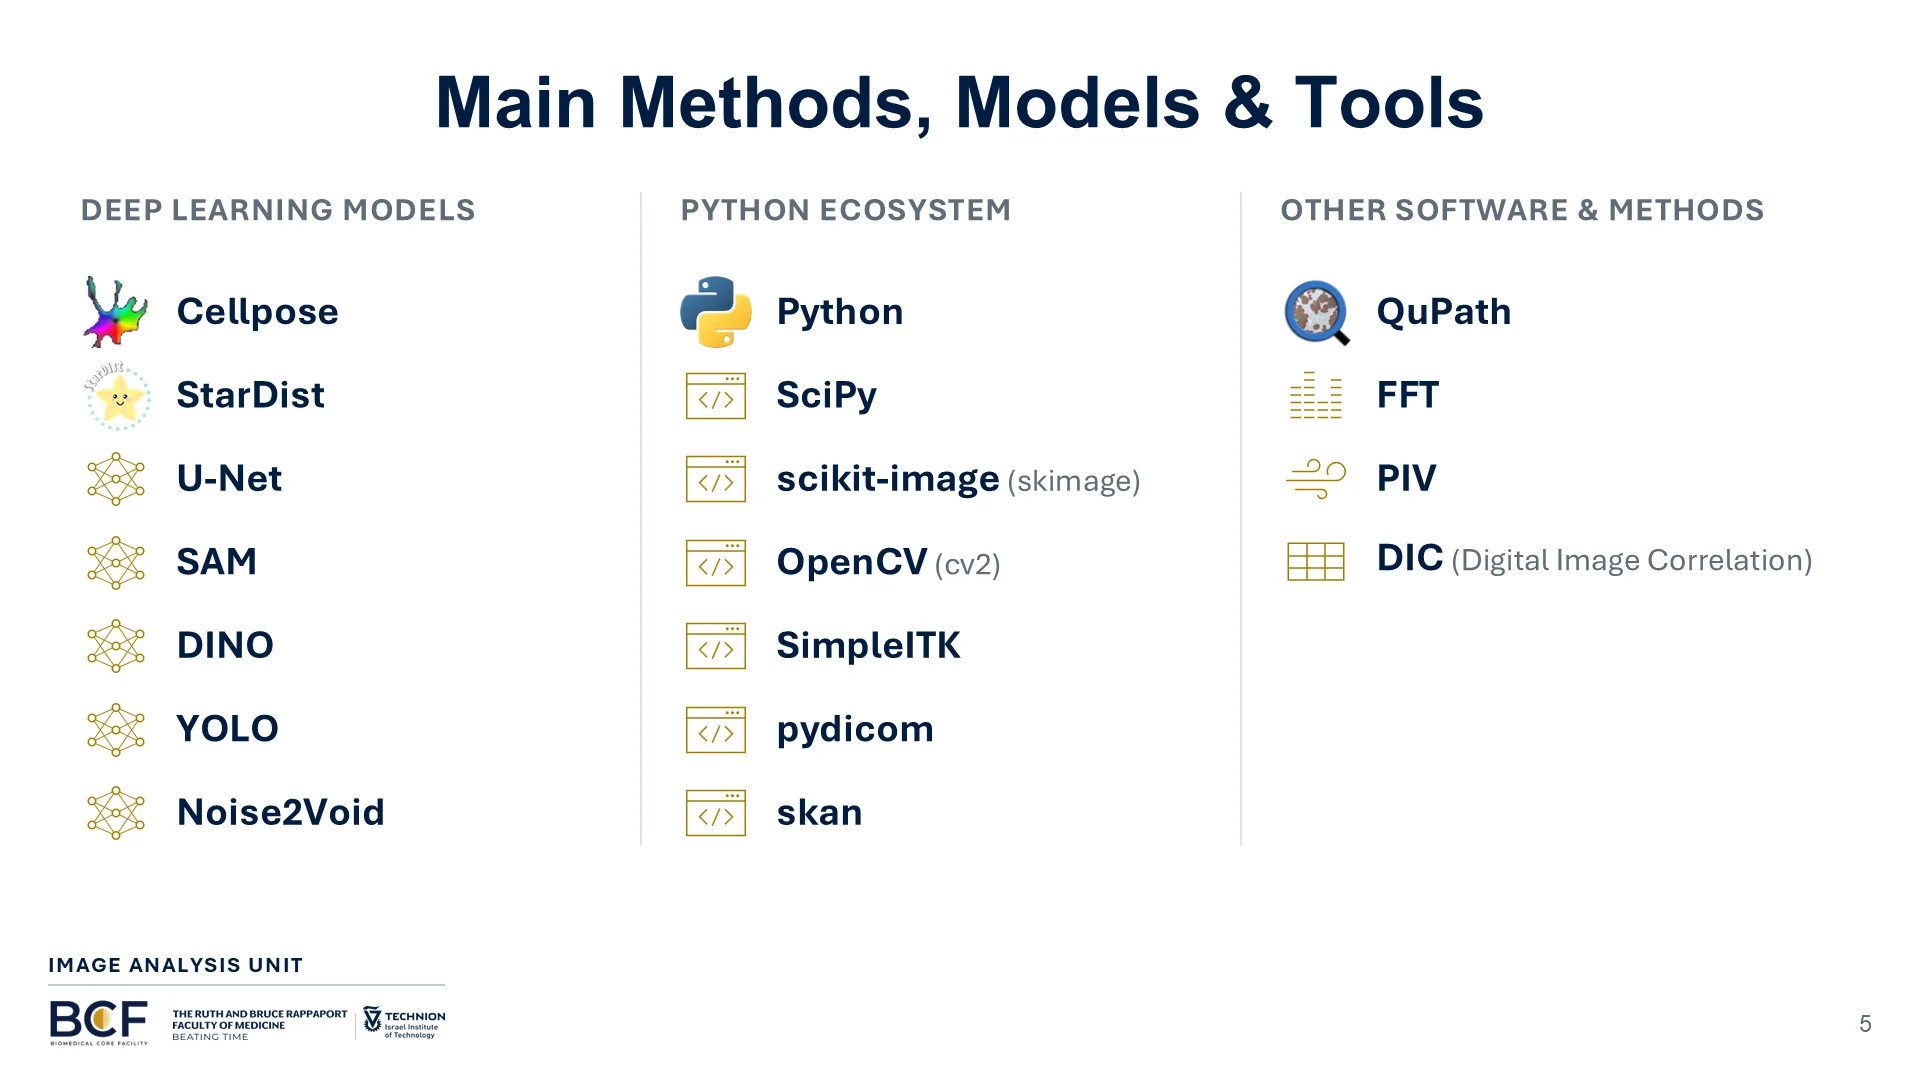 Main Methods, Models & Tools
DEEP LEARNING MODELS
Cellpose
StarDist
StarDist
U-Net
SAM
DINO
YOLO
Noise2Void
PYTHON ECOSYSTEM
Python
SciPy
scikit-image (skimage)
OpenCV (cv2)
SimpleITK
pydicom
skan
OTHER SOFTWARE & METHODS
QuPath
FFT
PIV
DIC (Digital Image Correlation)
IMAGE ANALYSIS UNIT
BCF
BIOMEDICAL CORE FACILITY
THE RUTH AND BRUCE RAPPAPORT
FACULTY OF MEDICINE
BEATING TIME
TECHNION
Israel Institute
of Technology
5